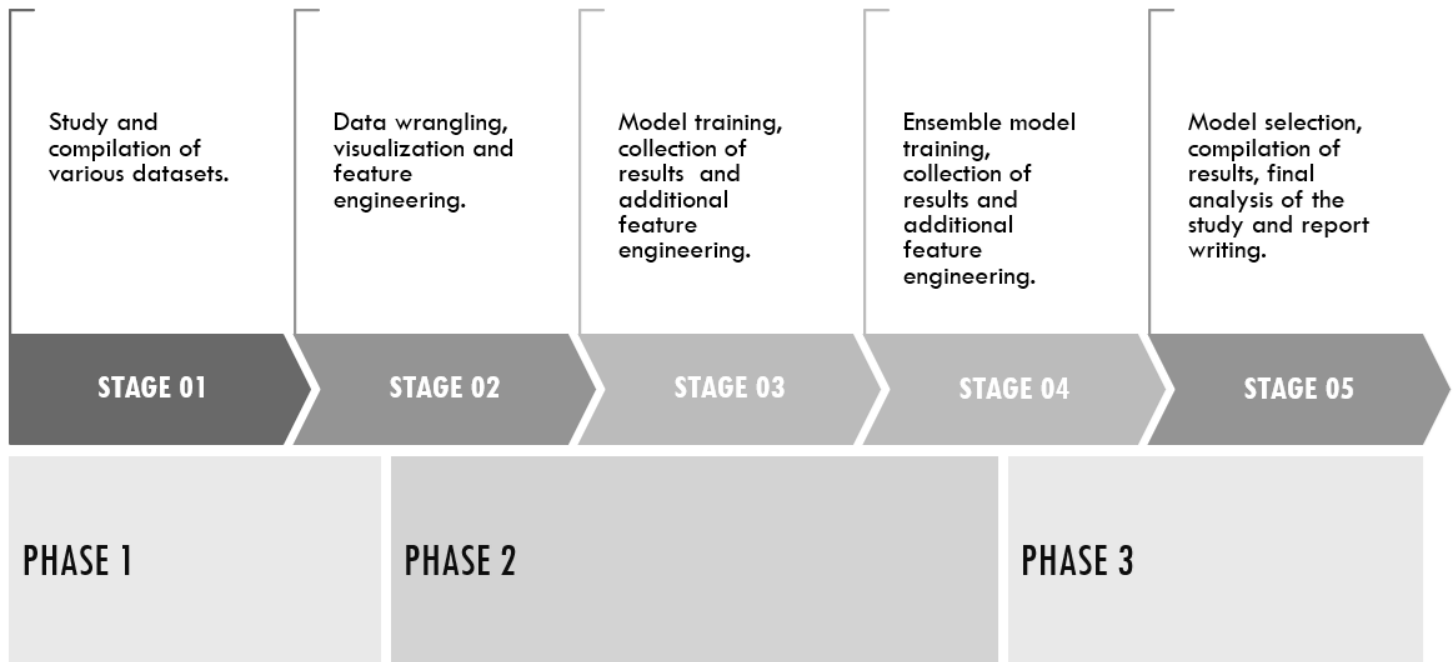 Study and
compilation of
various datasets.
Data wrangling,
visualization and
feature
engineering.
Model training,
collection of
results and
additional
feature
engineering.
Ensemble model
training,
collection of
results and
additional
feature
engineering.
Model selection,
compilation of
results, final
analysis of the
study and report
writing.
STAGE 01
STAGE 02
STAGE 03
STAGE 04
STAGE 05
PHASE 1
PHASE 2
PHASE 3